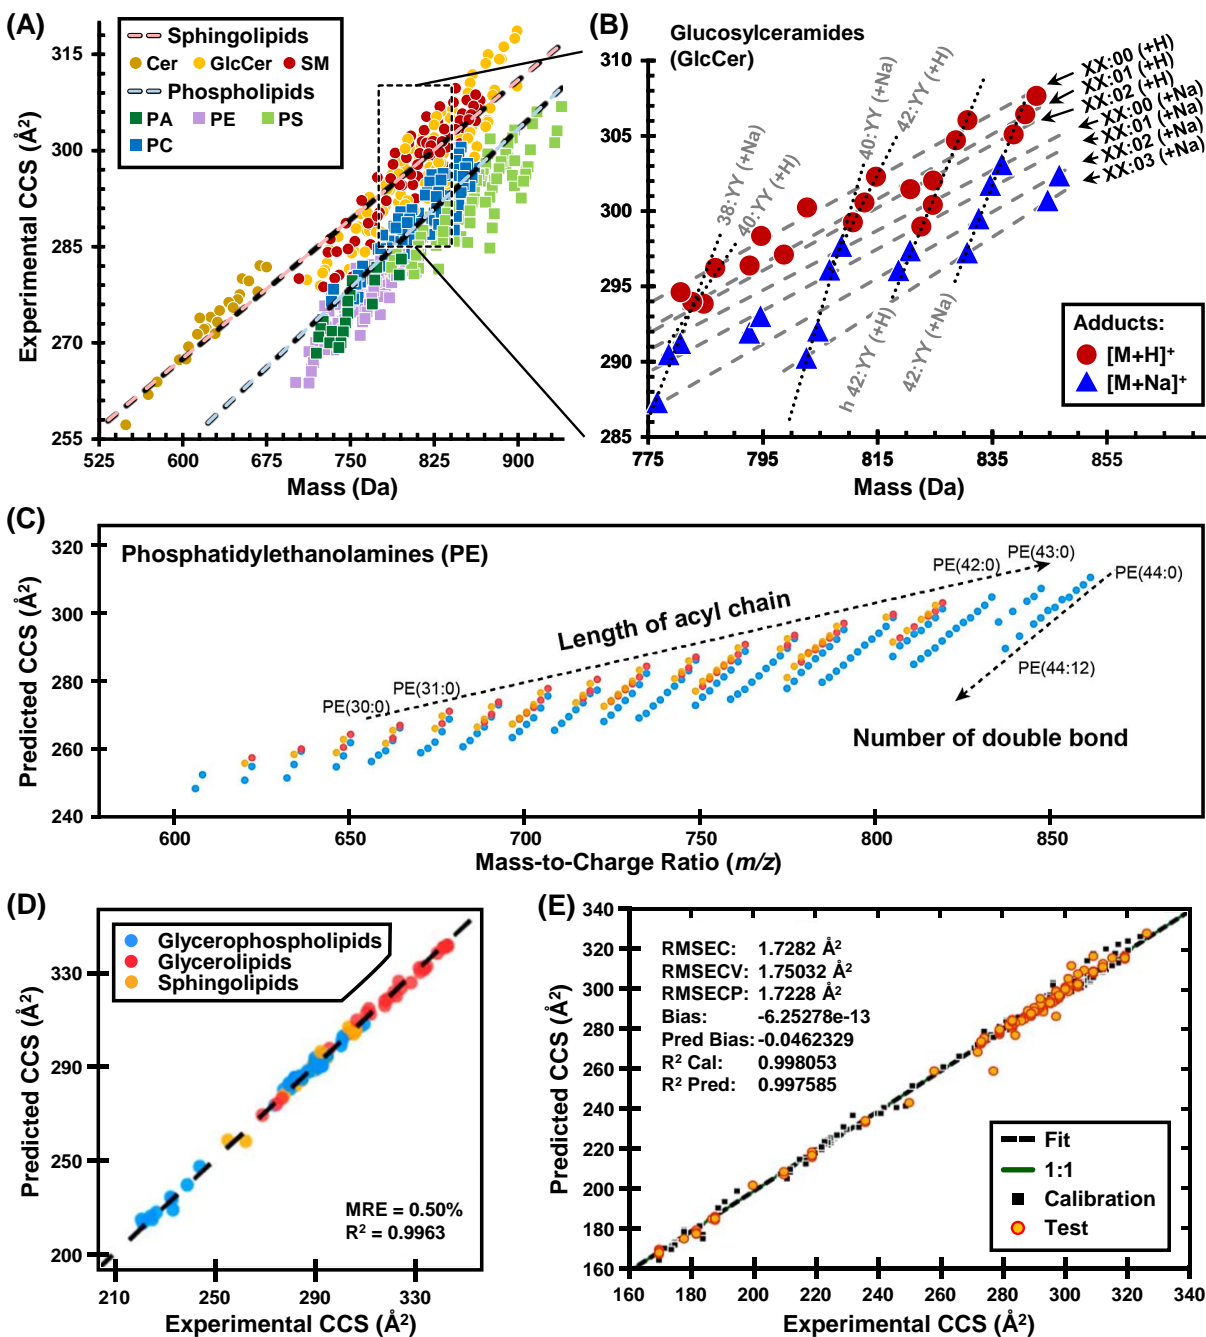 (A)
Sphingolipids
Cer GlcCer SM
Phospholipids
PA PE PS
PC
315
300
285
270
255
525 600 675 750 825 900
Experimental CCS (Å²)
Mass (Da)
(B)
Glucosylceramides
(GlcCer)
310
305
300
295
290
285
775 795 815 835 855
Mass (Da)
38:YY (+Na)
40:YY (+H)
40:YY (+Na)
42:YY (+H)
h 42:YY (+H)
42:YY (+Na)
XX:00 (+H)
XX:01 (+H)
XX:02 (+H)
XX:00 (+Na)
XX:01 (+Na)
XX:02 (+Na)
XX:03 (+Na)
Adducts:
[M+H]⁺
[M+Na]⁺
(C)
Phosphatidylethanolamines (PE)
320
300
280
260
240
600 650 700 750 800 850
Predicted CCS (Å²)
Mass-to-Charge Ratio (m/z)
PE(30:0)
PE(31:0)
Length of acyl chain
PE(42:0)
PE(43:0)
PE(44:0)
PE(44:12)
Number of double bond
(D)
Glycerophospholipids
Glycerolipids
Sphingolipids
330
290
250
200
210 250 290 330
Predicted CCS (Å²)
Experimental CCS (Å²)
MRE = 0.50%
R² = 0.9963
(E)
340
320
300
280
260
240
220
200
180
160
160 180 200 220 240 260 280 300 320 340
Predicted CCS (Å²)
Experimental CCS (Å²)
RMSEC: 1.7282 Å²
RMSECV: 1.75032 Å²
RMSECP: 1.7228 Å²
Bias: -6.25278e-13
Pred Bias: -0.0462329
R² Cal: 0.998053
R² Pred: 0.997585
Fit
1:1
Calibration
Test